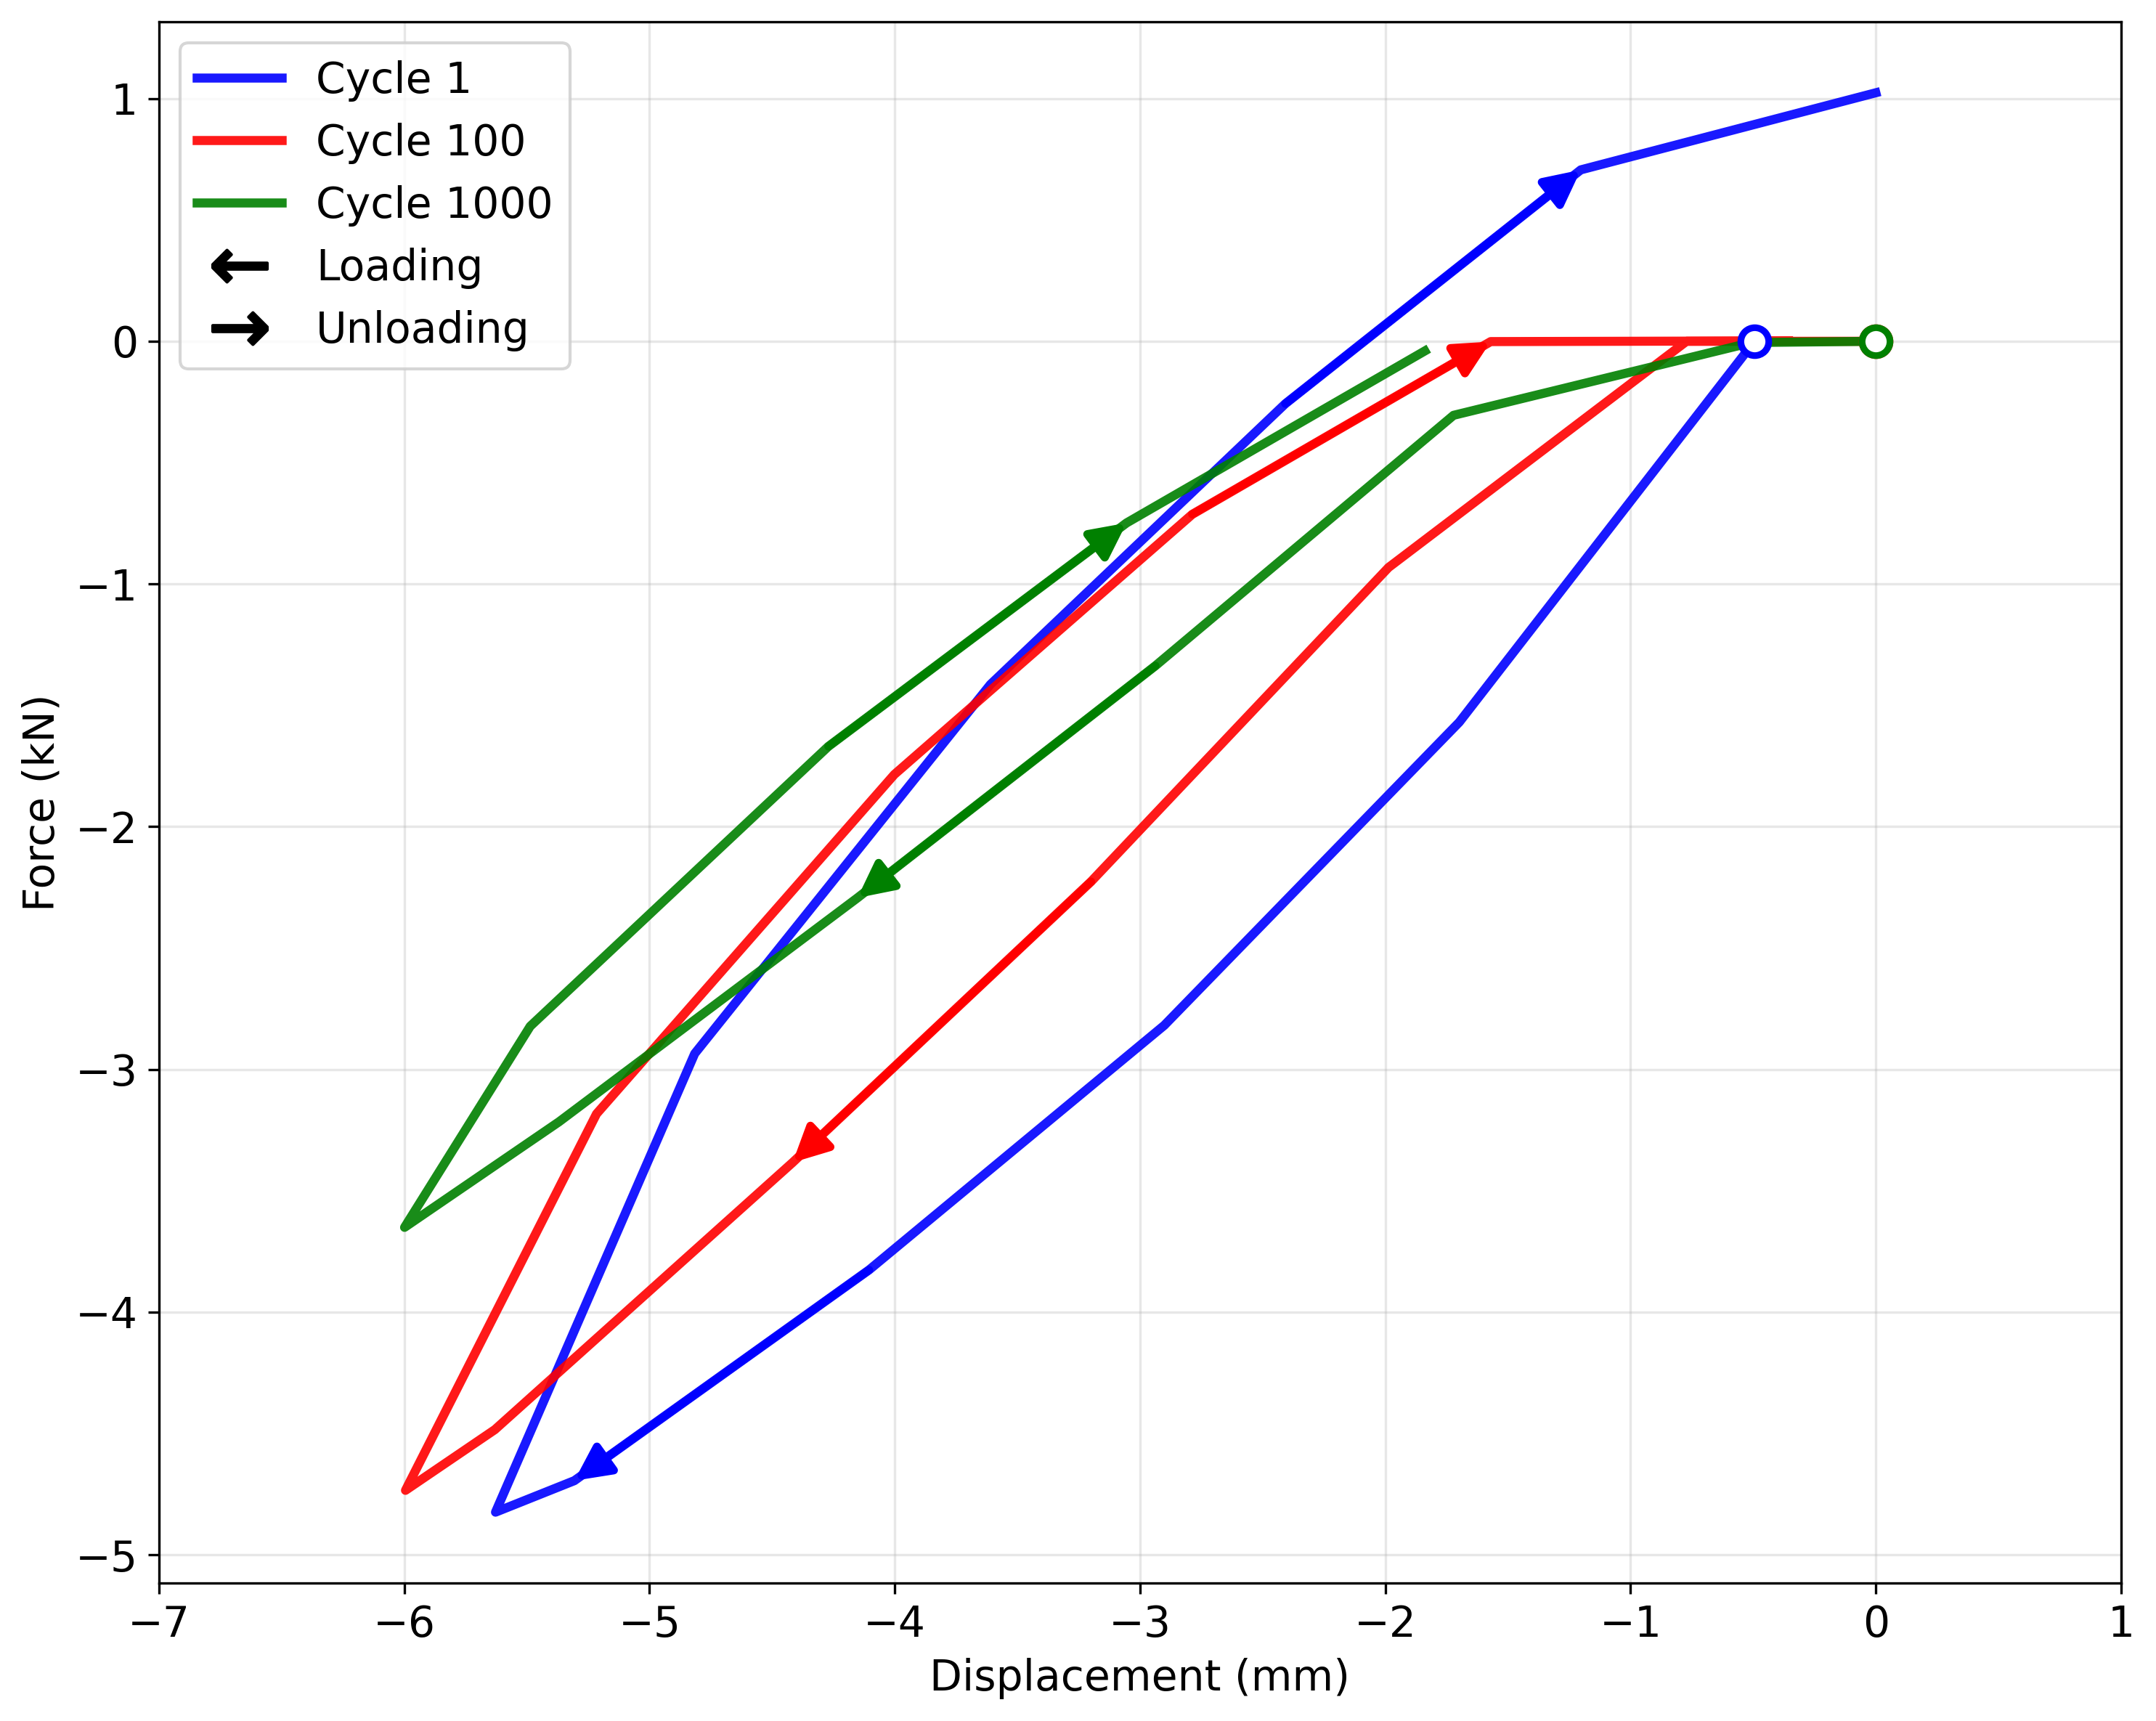 Cycle 1
Cycle 100
Cycle 1000
← Loading
→ Unloading
1
0
−1
−2
−3
−4
−5
Force (kN)
−7 −6 −5 −4 −3 −2 −1 0 1
Displacement (mm)